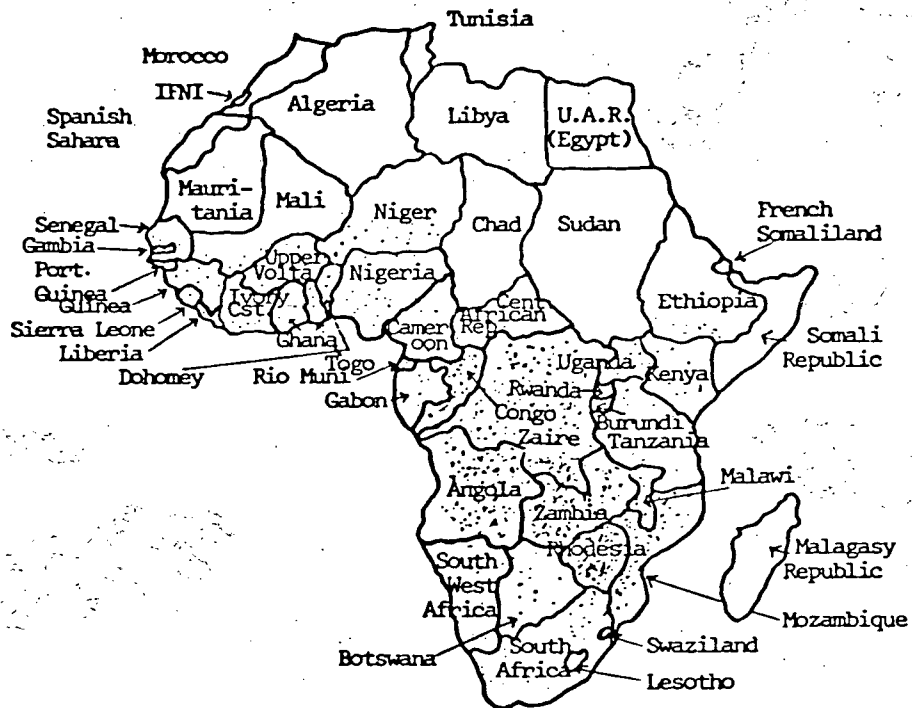 Tunisia
Morocco
IFNI
Algeria
Libya
U.A.R.
(Egypt)
Spanish
Sahara
Mauri-
tania
Mali
Niger
Chad
Sudan
French
Somaliland
Senegal
Gambia
Port.
Guinea
Guinea
Sierra Leone
Liberia
Upper
Volta
Ivory
Cst.
Nigeria
Ghana
Togo
Dohomey
Cent
African
Rep.
Camer
oon
Ethiopia
Somali
Republic
Rio Muni
Gabon
Uganda
Kenya
Rwanda
Congo
Burundi
Zaire
Tanzania
Angola
Malawi
Zambia
Rhodesia
Malagasy
Republic
South
West
Africa
Mozambique
Botswana
South
Africa
Swaziland
Lesotho